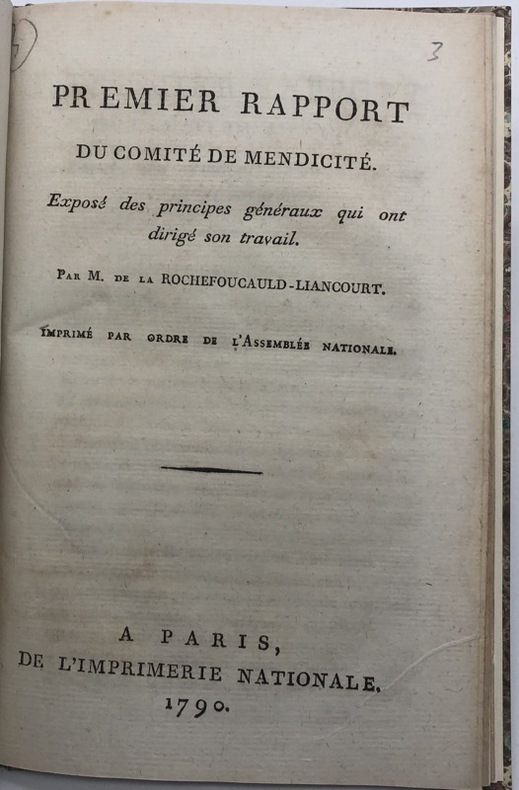 3
PREMIER RAPPORT
DU COMITÉ DE MENDICITÉ.
Exposé des principes généraux qui ont
dirigé son travail.
PAR M. DE LA ROCHEFOUCAULD-LIANCOURT.
IMPRIMÉ PAR ORDRE DE L'ASSEMBLÉE NATIONALE.
A PARIS,
DE L'IMPRIMERIE NATIONALE.
1790.